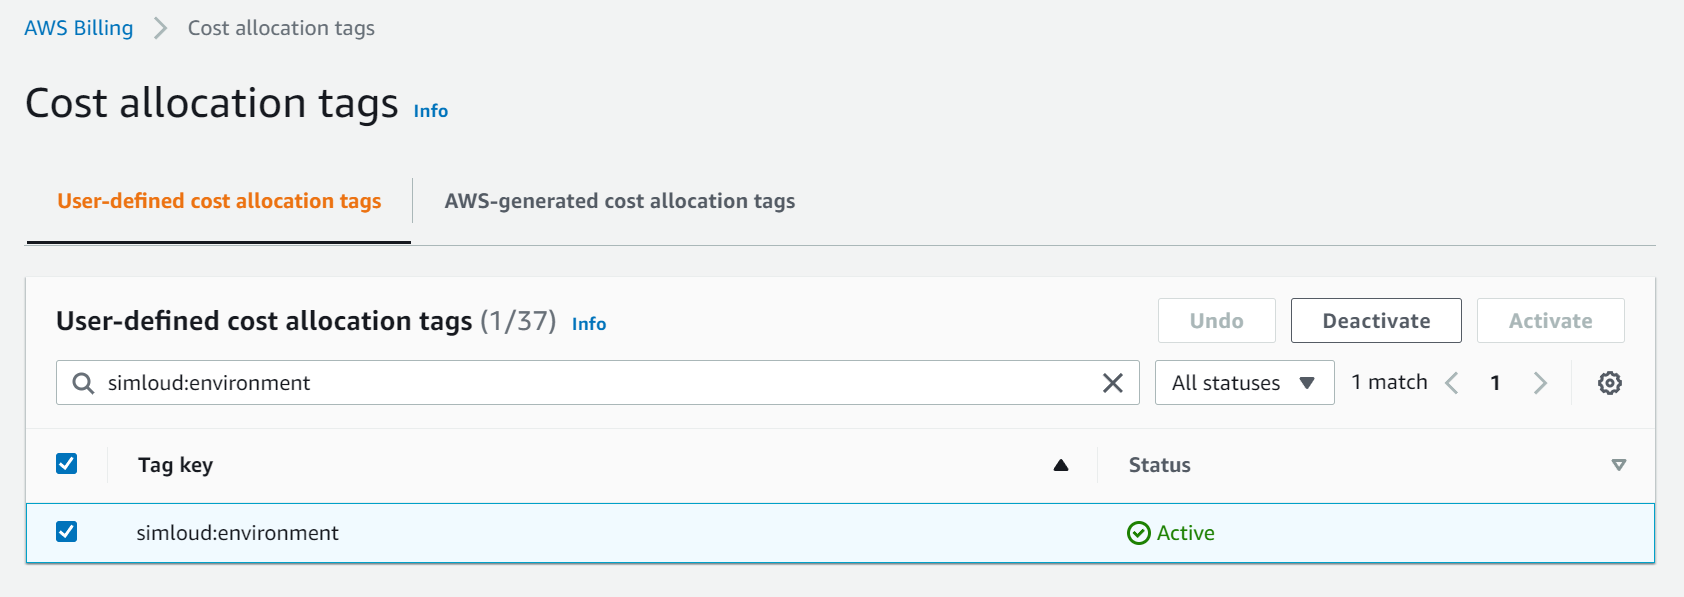 AWS Billing Cost allocation tags
Cost allocation tags Info
User-defined cost allocation tags AWS-generated cost allocation tags
User-defined cost allocation tags (1/37) Info Undo Deactivate Activate
simloud:environment All statuses 1 match 1
Tag key Status
simloud:environment Active